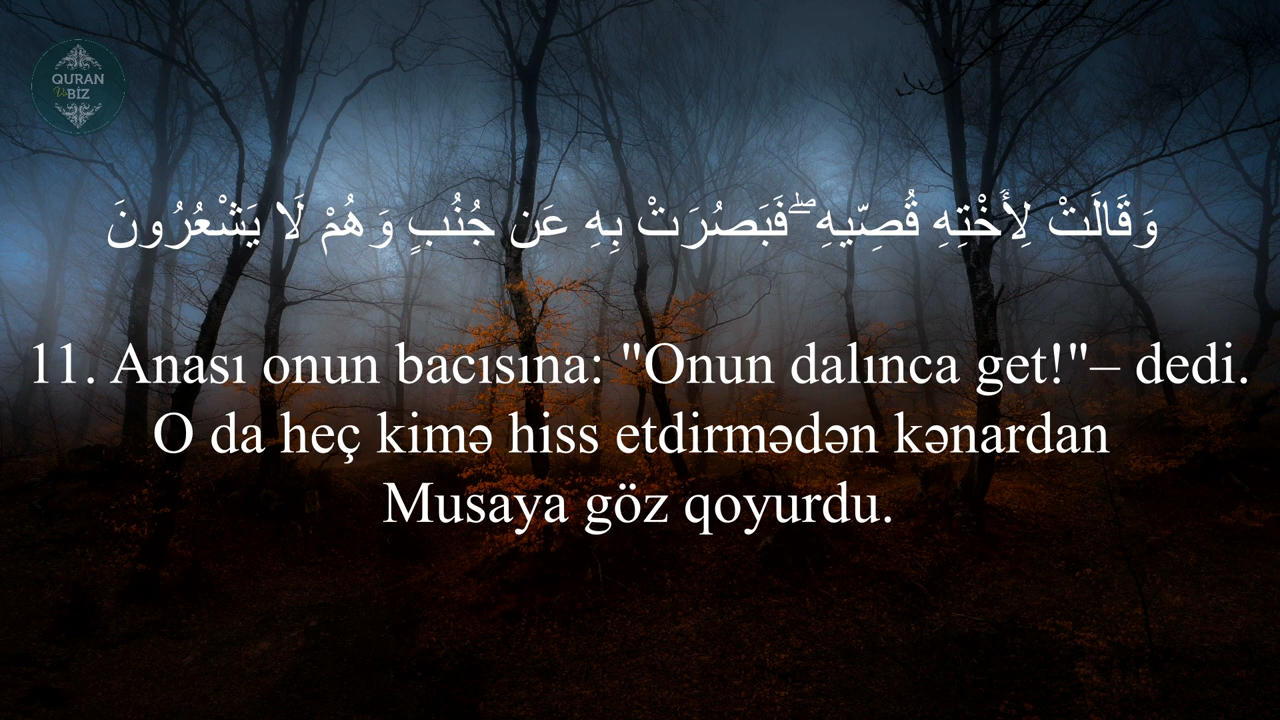 QURAN
Və BİZ
وَقَالَتْ لِأُخْتِهِ قُصِّيهِ ۖ فَبَصُرَتْ بِهِ عَن جُنُبٍ وَهُمْ لَا يَشْعُرُونَ
11. Anası onun bacısına: "Onun dalınca get!"– dedi.
O da heç kimə hiss etdirmədən kənardan
Musaya göz qoyurdu.